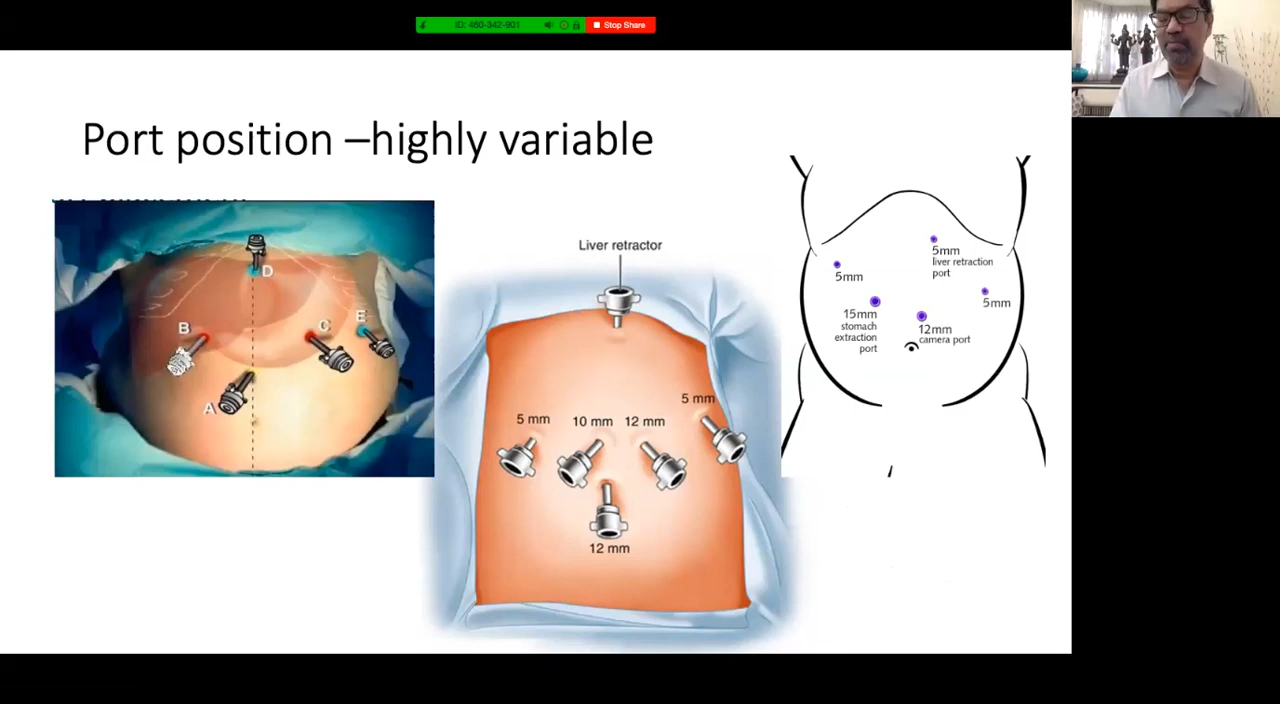 ID: 460-342-901
Stop Share
Port position –highly variable
D
B
C
E
A
Liver retractor
5 mm
5 mm
10 mm
12 mm
12 mm
5mm
liver retraction
port
5mm
5mm
15mm
stomach
extraction
port
12mm
camera port